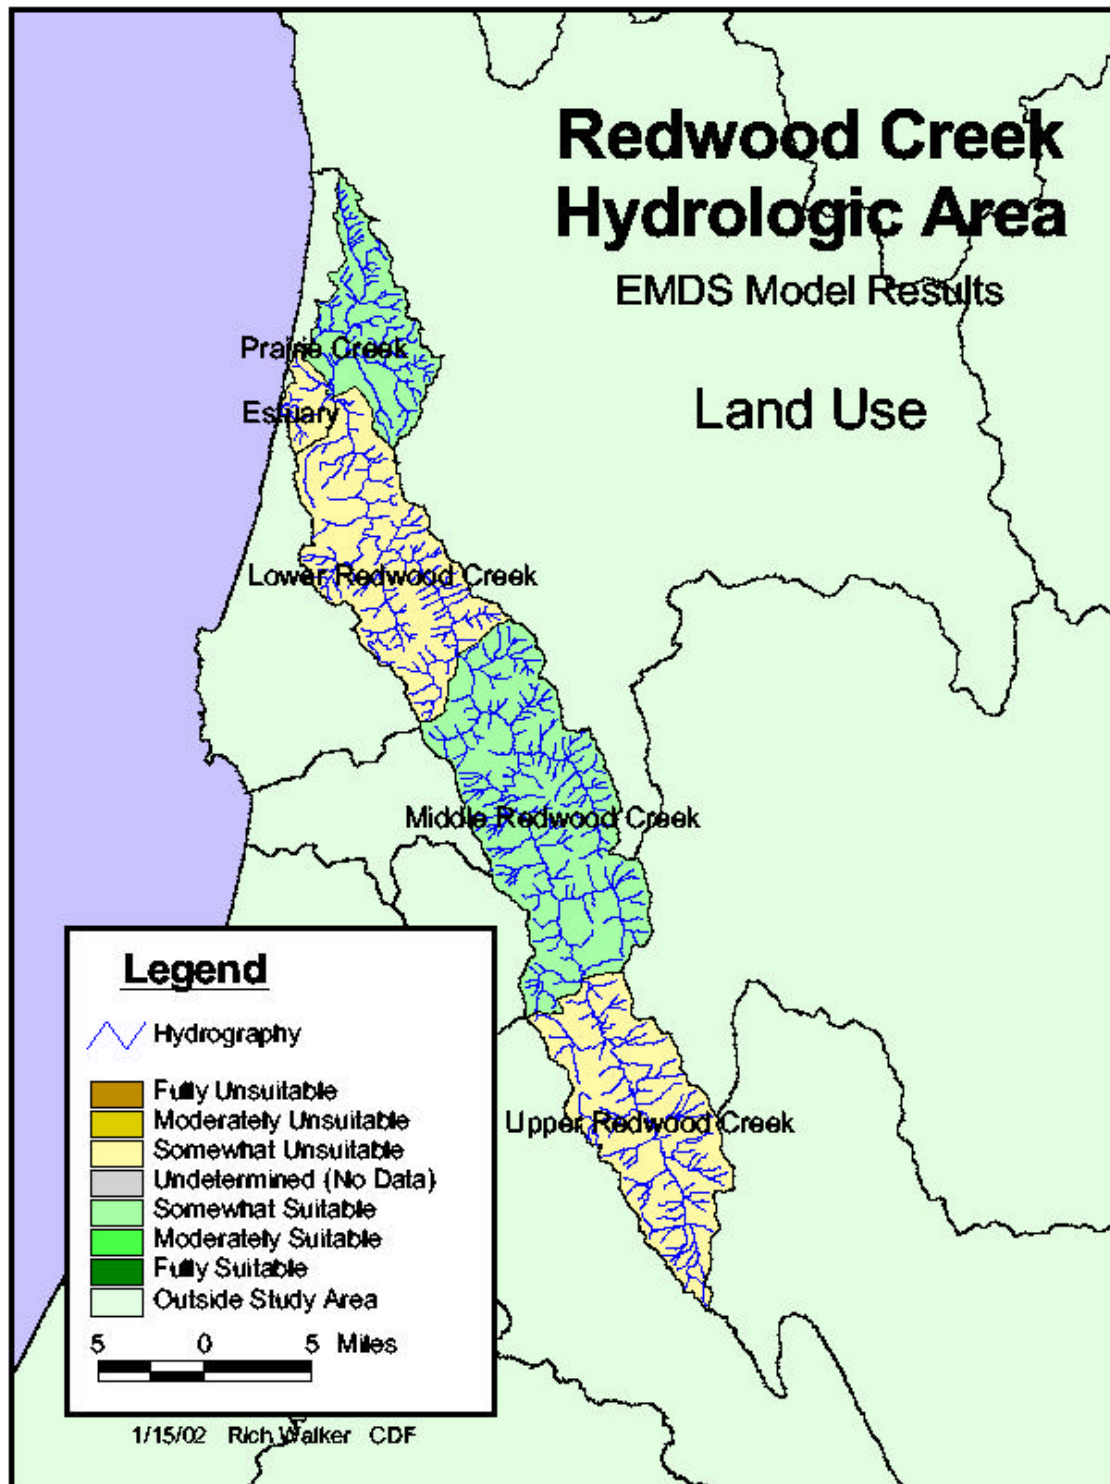 Redwood Creek
Hydrologic Area
EMDS Model Results
Land Use
Prairie Creek
Estuary
Lower Redwood Creek
Middle Redwood Creek
Upper Redwood Creek
Legend
Hydrography
Fully Unsuitable
Moderately Unsuitable
Somewhat Unsuitable
Undetermined (No Data)
Somewhat Suitable
Moderately Suitable
Fully Suitable
Outside Study Area
5 0 5 Miles
1/15/02 Rich Walker CDF